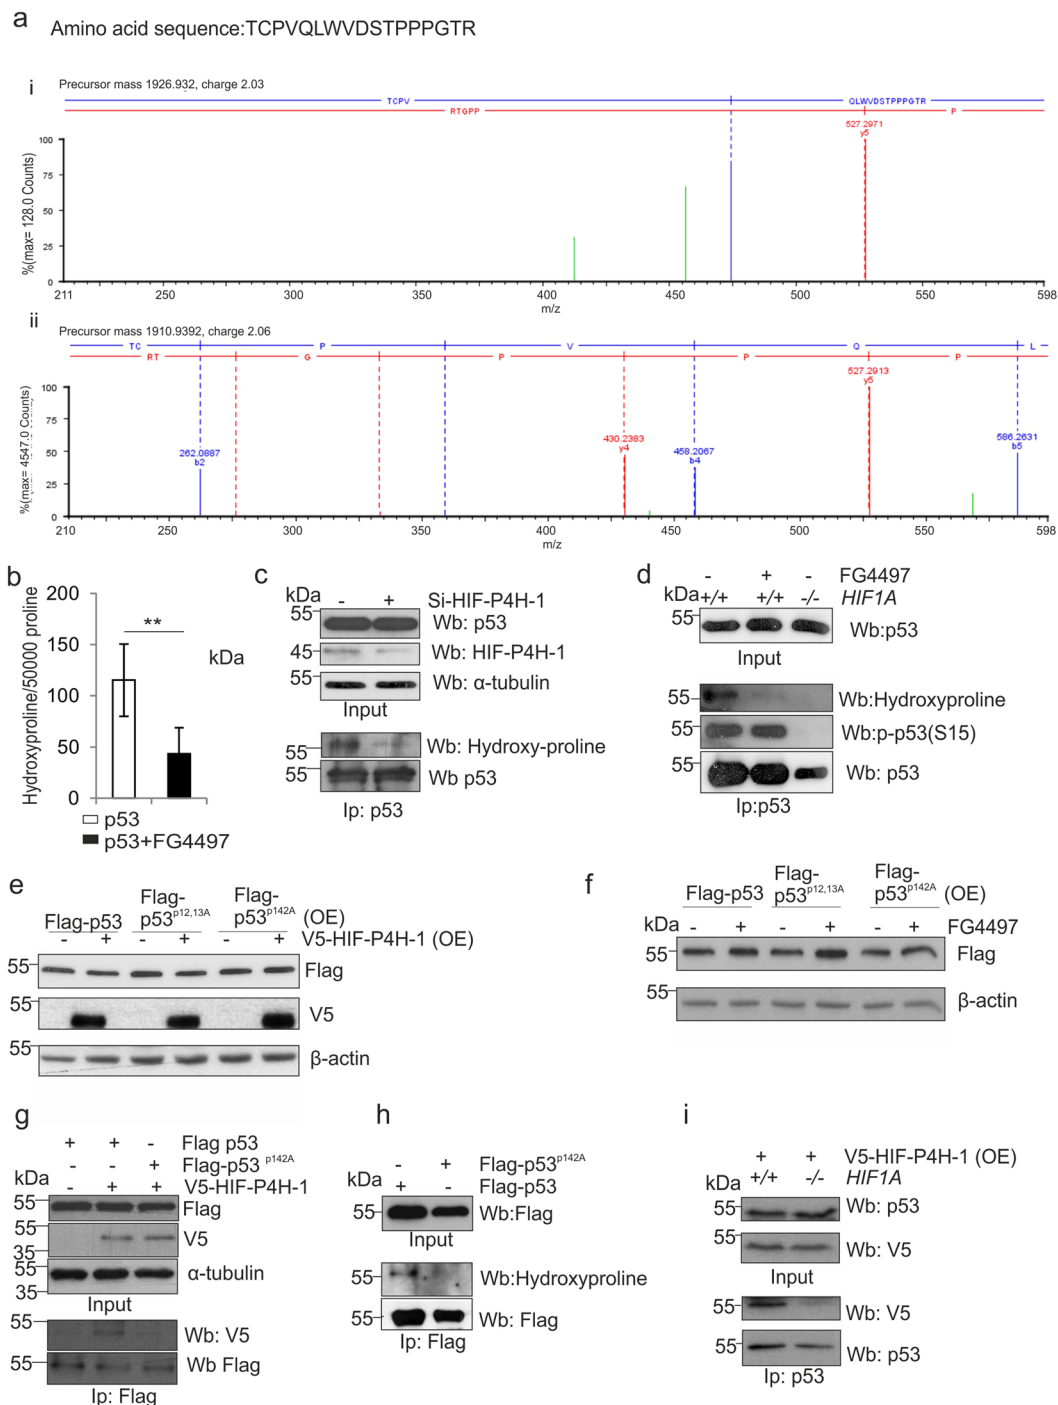 a
Amino acid sequence:TCPVQLWVDSTPPPGTR
i
Precursor mass 1926.932, charge 2.03
TCPV QLWVDSTPPPGTR
RTGPP P
527.2971
y5
100
75
50
25
0
%(max= 128.0 Counts)
211 250 300 350 400 450 500 550 598
m/z
ii
Precursor mass 1910.9392, charge 2.06
TC P V Q L
RT G P P P
527.2913
y5
430.2383
y4
458.2067
b4
586.2631
b5
262.0887
b2
100
75
50
25
0
%(max= 4547.0 Counts)
210 250 300 350 400 450 500 550 598
m/z
b
200
150
100
50
0
Hydroxyproline/50000 proline
**
kDa
p53
p53+FG4497
c
kDa
- + Si-HIF-P4H-1
55 Wb: p53
45 Wb: HIF-P4H-1
55 Wb: α-tubulin
Input
55 Wb: Hydroxy-proline
55 Wb p53
Ip: p53
d
- + - FG4497
kDa +/+ +/+ -/- HIF1A
55 Wb:p53
Input
55 Wb:Hydroxyproline
Wb:p-p53(S15)
55 Wb: p53
Ip:p53
e
Flag-p53 Flag-p53p12,13A Flag-p53p142A (OE)
- + - + - + V5-HIF-P4H-1 (OE)
55 Flag
55 V5
55 β-actin
f
Flag-p53 Flag-p53p12,13A Flag-p53p142A (OE)
kDa - + - + - + FG4497
55 Flag
55 β-actin
g
+ + - Flag p53
- - + Flag-p53 p142A
kDa - + + V5-HIF-P4H-1
55 Flag
55 V5
35
55 α-tubulin
35
Input
55 Wb: V5
55 Wb Flag
Ip: Flag
h
- + Flag-p53p142A
+ - Flag-p53
55 Wb:Flag
Input
55 Wb:Hydroxyproline
55 Wb: Flag
Ip: Flag
i
+ + V5-HIF-P4H-1 (OE)
kDa +/+ -/- HIF1A
55 Wb: p53
55 Wb: V5
Input
55 Wb: V5
55 Wb: p53
Ip: p53